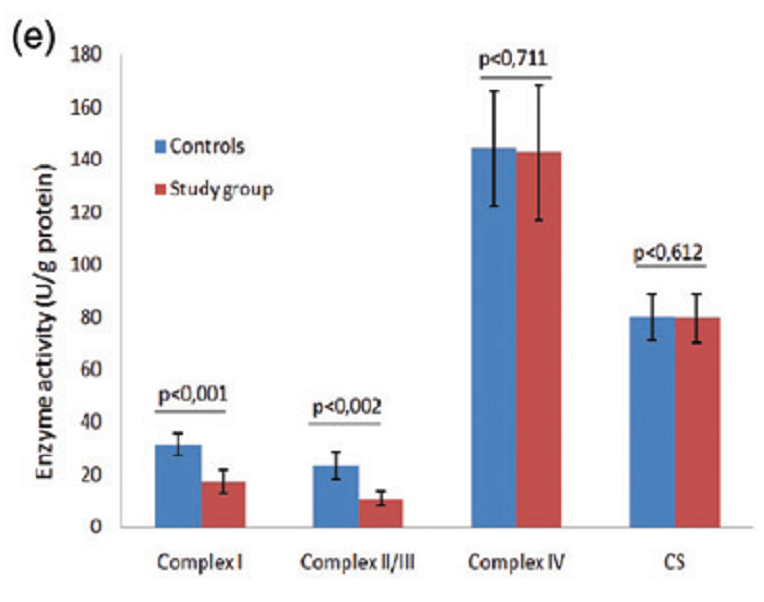 (e)
Enzyme activity (U/g protein)
180
160
140
120
100
80
60
40
20
0
Controls
Study group
p<0,001
p<0,002
p<0,711
p<0,612
Complex I
Complex II/III
Complex IV
CS